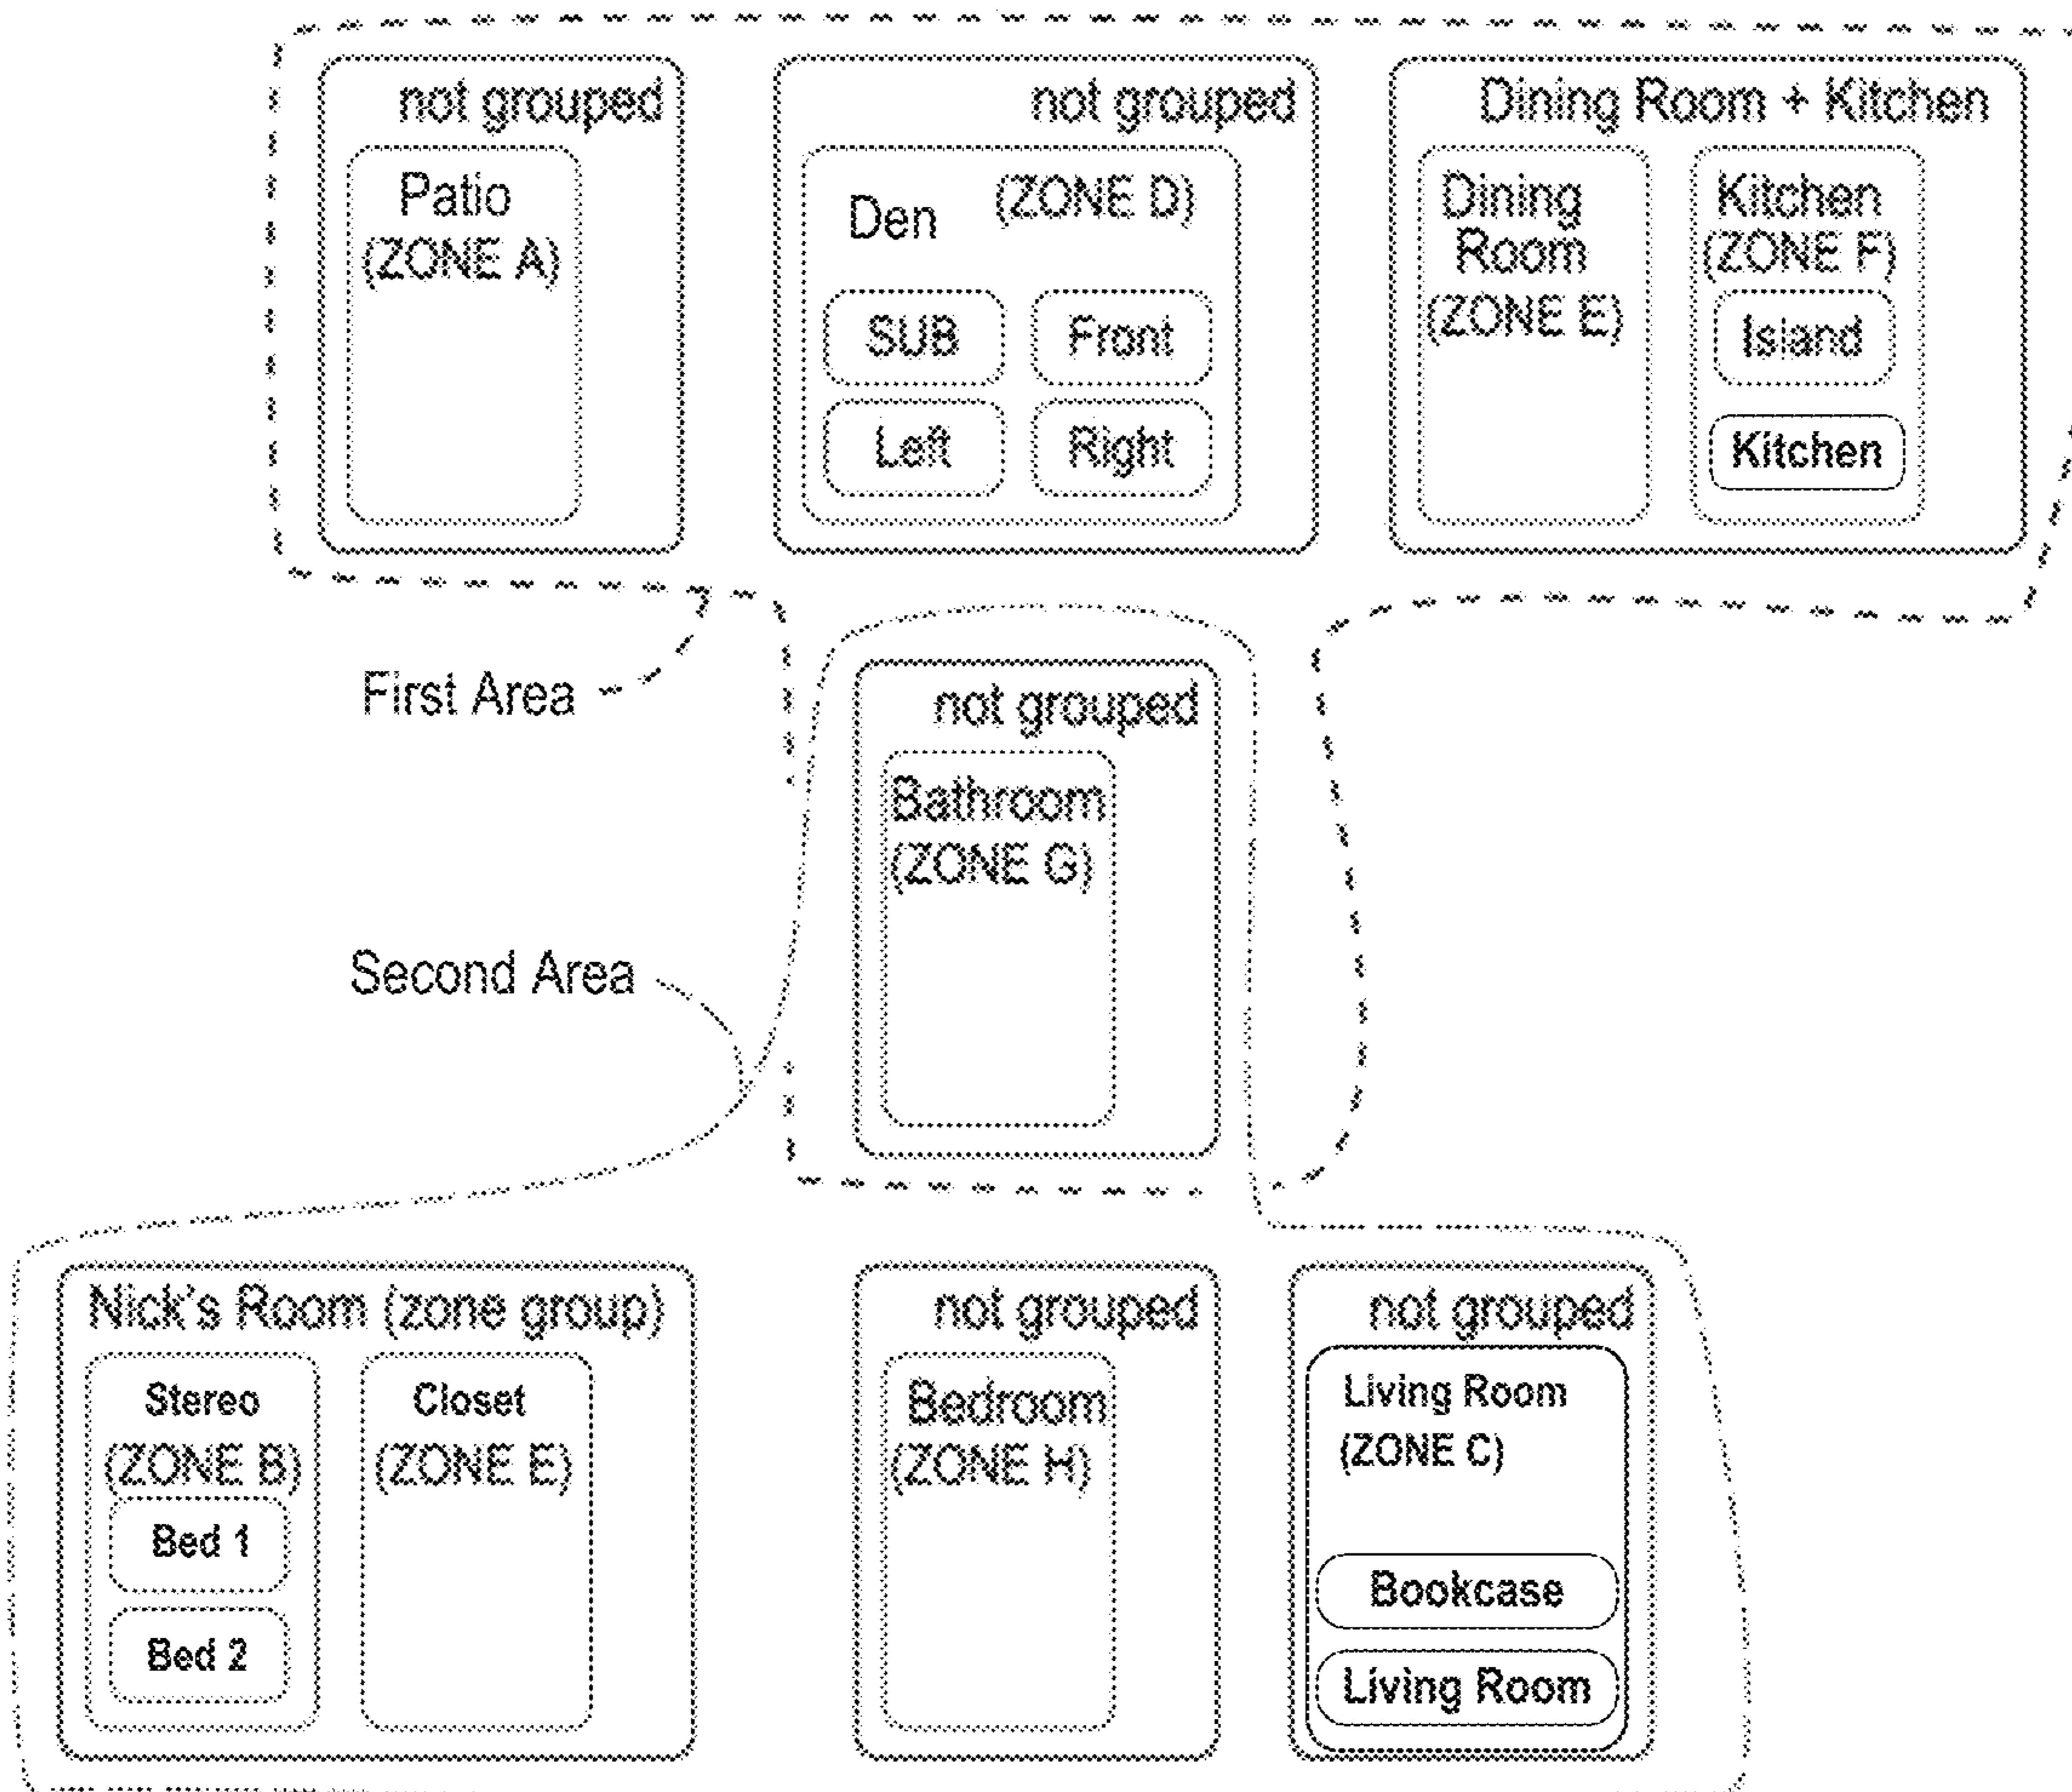 not grouped
Patio
(ZONE A)
not grouped
Den
(ZONE D)
SUB
Front
Left
Right
Dining Room + Kitchen
Dining
Room
(ZONE E)
Kitchen
(ZONE F)
Island
Kitchen
First Area
not grouped
Bathroom
(ZONE G)
Second Area
Nick's Room (zone group)
Stereo
(ZONE B)
Bed 1
Bed 2
Closet
(ZONE E)
not grouped
Bedroom
(ZONE H)
not grouped
Living Room
(ZONE C)
Bookcase
Living Room